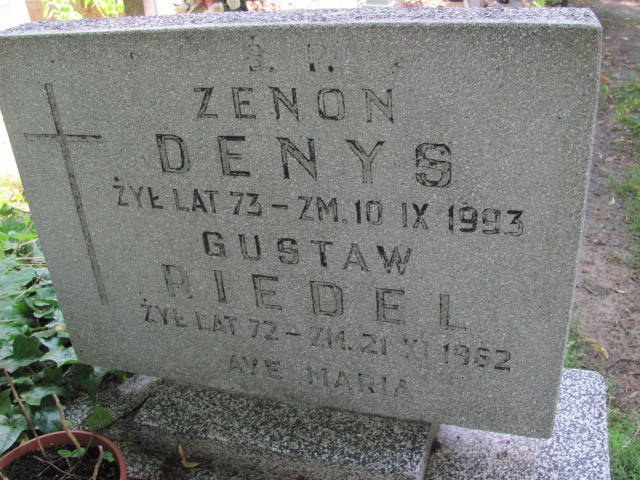 Ś. P.
ZENON
DENYS
ŻYŁ LAT 73 – ZM. 10 IX 1993
GUSTAW
RIEDEL
ŻYŁ LAT 72 – ZM. 21 XI 1962
AVE MARIA